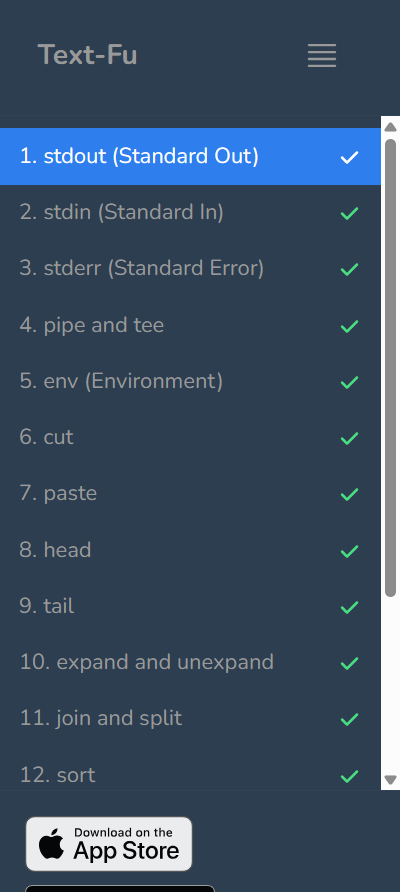 Text-Fu
1. stdout (Standard Out)
2. stdin (Standard In)
3. stderr (Standard Error)
4. pipe and tee
5. env (Environment)
6. cut
7. paste
8. head
9. tail
10. expand and unexpand
11. join and split
12. sort
Download on the
App Store